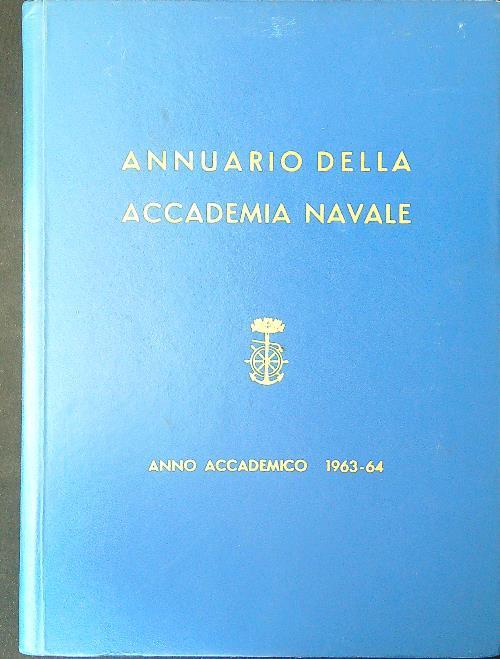 ANNUARIO DELLA
ACCADEMIA NAVALE
ANNO ACCADEMICO 1963-64